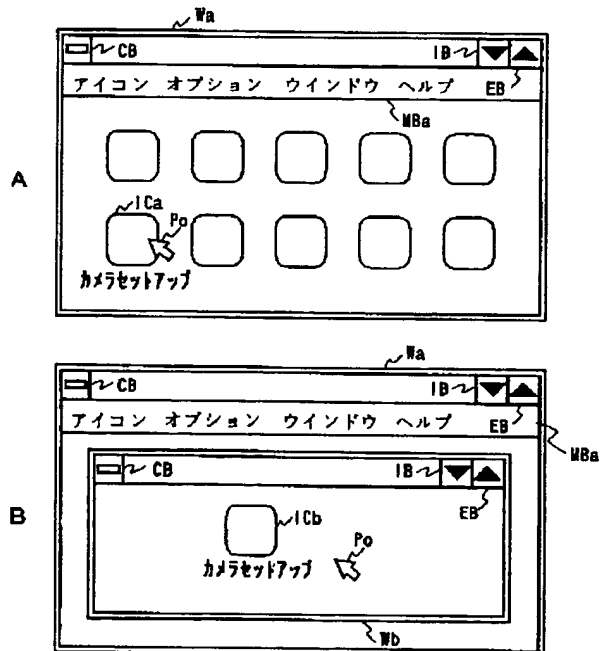 Wa
CB IB
アイコン オプション ウインドウ ヘルプ EB
MBa
A
ICa
Po
カメラセットアップ
Wa
CB IB
アイコン オプション ウインドウ ヘルプ EB
MBa
CB IB
EB
B
ICb
Po
カメラセットアップ
Wb